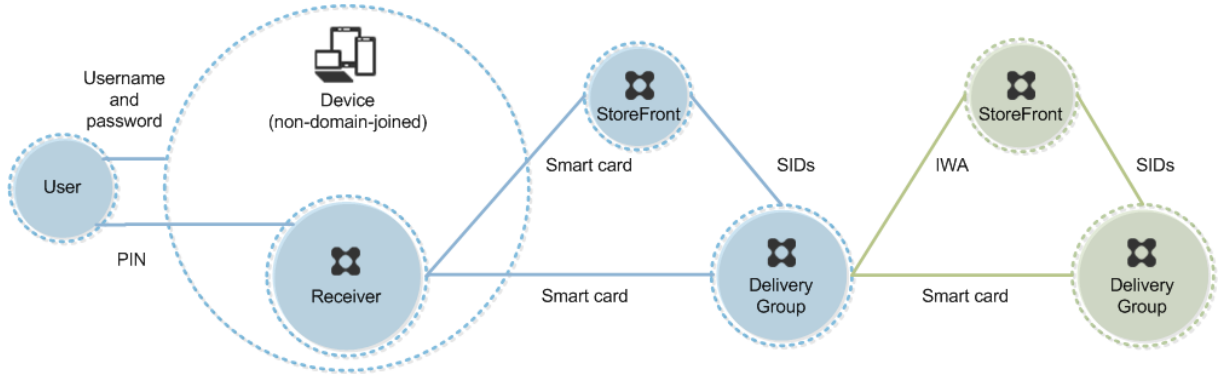 Username
and
password
User
PIN
Device
(non-domain-joined)
Receiver
StoreFront
Smart card
SIDs
Smart card
Delivery
Group
StoreFront
IWA
SIDs
Smart card
Delivery
Group